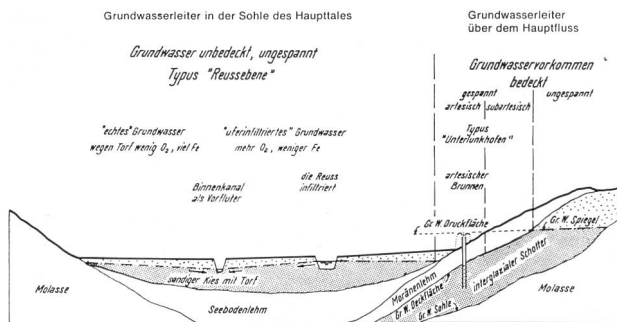 Grundwasserleiter in der Sohle des Haupttales
Grundwasserleiter
über dem Hauptfluss
Grundwasser unbedeckt, ungespannt
Typus "Reussebene"
Grundwasservorkommen
bedeckt
gespannt
artesisch
subartesisch
ungespannt
Typus
"Unterlunkhofen"
"echtes" Grundwasser
wegen Torf wenig O₂, viel Fe
"uferinfiltriertes" Grundwasser
mehr O₂, weniger Fe
Binnenkanal
als Vorfluter
die Reuss
infiltriert
artesischer
Brunnen
Gr. W. Druckfläche
Gr. W. Spiegel
sandiger Kies mit Torf
Molasse
Seebodenlehm
Moränenlehm
Gr. W. Deckfläche
interglazialer Schotter
Gr. W. Sohle
Molasse